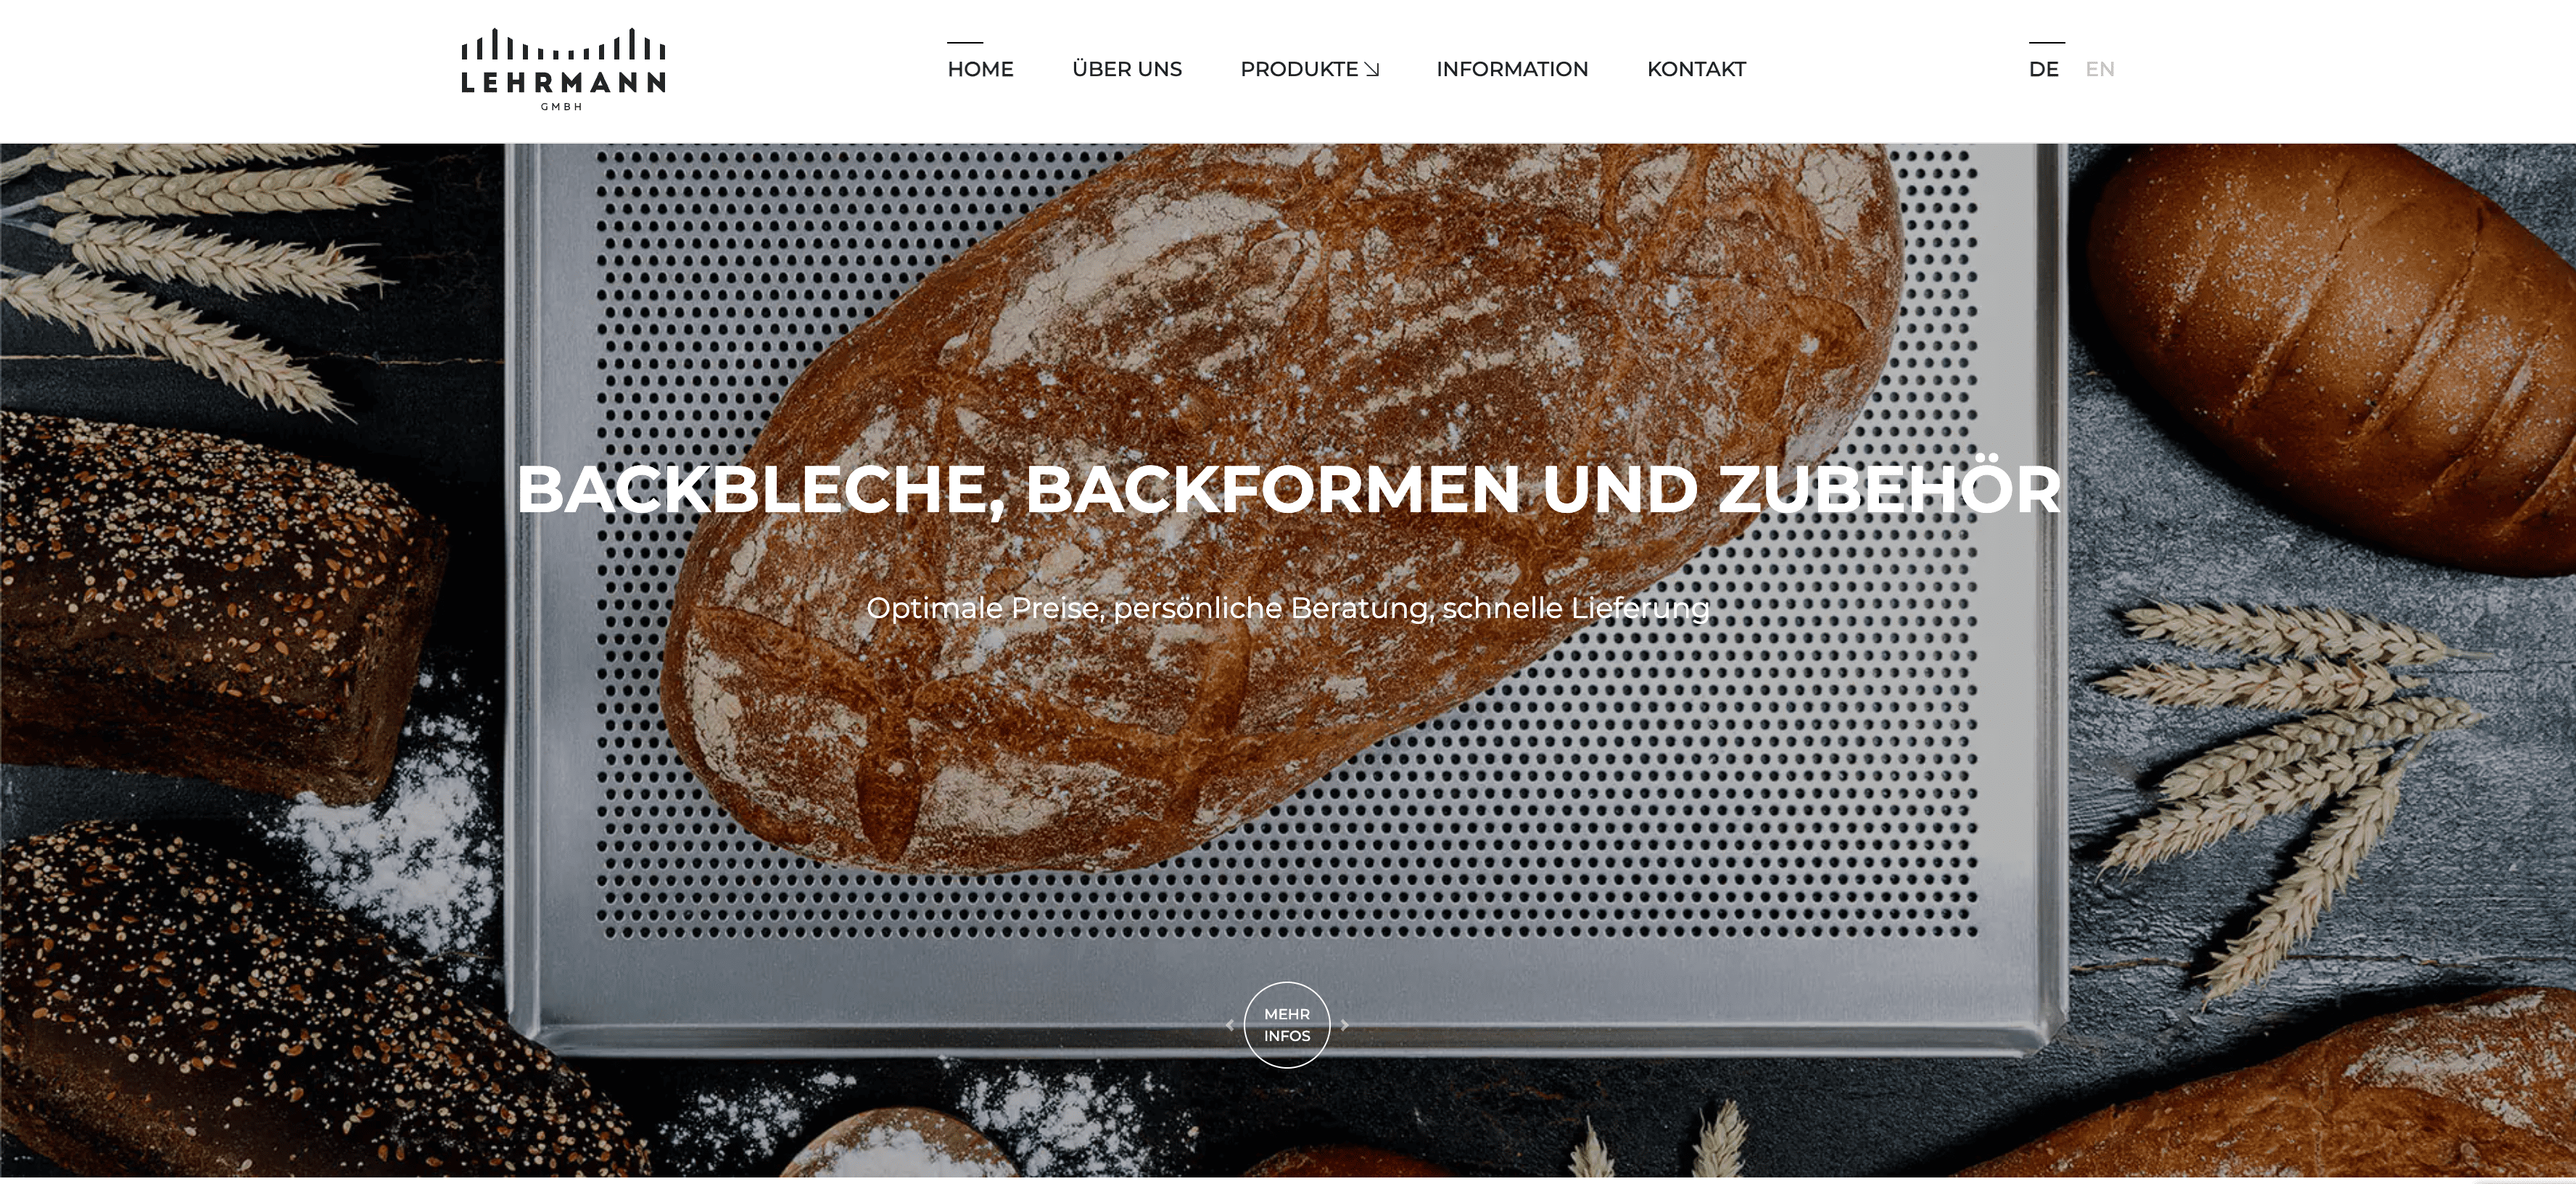 LEHRMANN
GMBH
HOME ÜBER UNS PRODUKTE INFORMATION KONTAKT
DE EN
BACKBLECHE, BACKFORMEN UND ZUBEHÖR
Optimale Preise, persönliche Beratung, schnelle Lieferung
MEHR
INFOS